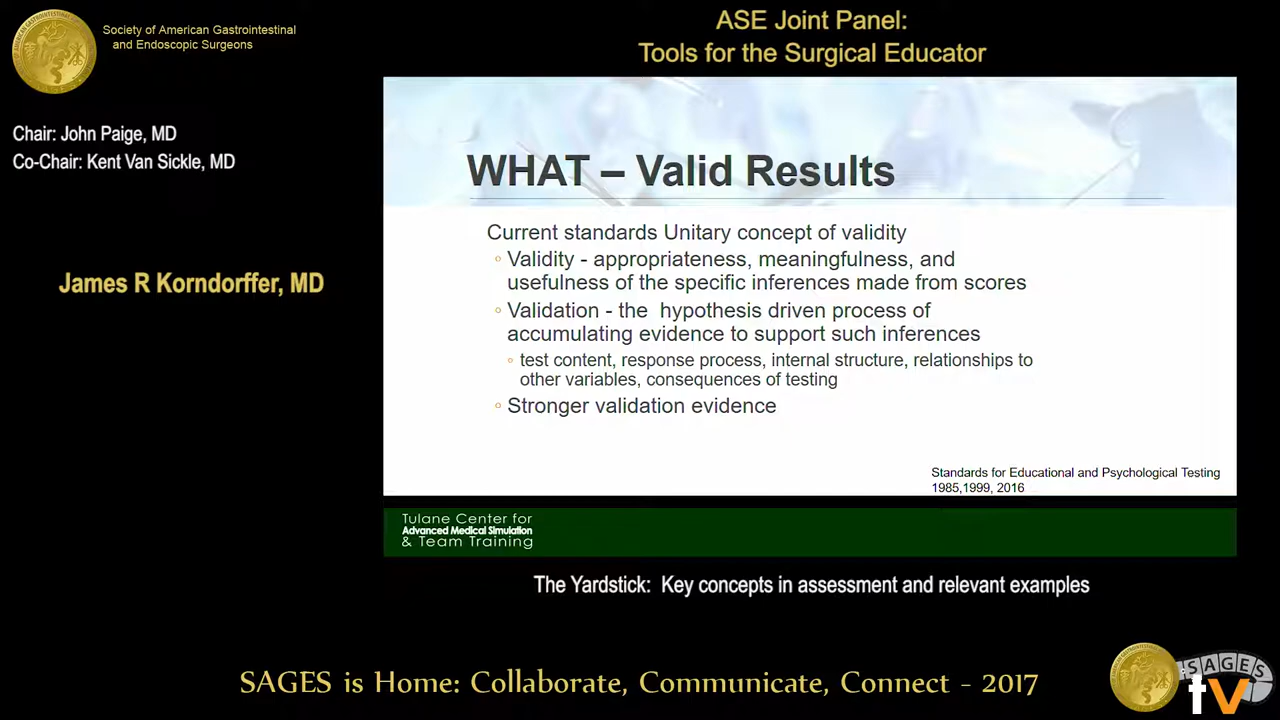 Society of American Gastrointestinal
and Endoscopic Surgeons
ASE Joint Panel:
Tools for the Surgical Educator
Chair: John Paige, MD
Co-Chair: Kent Van Sickle, MD
James R Korndorffer, MD
WHAT – Valid Results
Current standards Unitary concept of validity
◦ Validity - appropriateness, meaningfulness, and
usefulness of the specific inferences made from scores
◦ Validation - the hypothesis driven process of
accumulating evidence to support such inferences
◦ test content, response process, internal structure, relationships to
other variables, consequences of testing
◦ Stronger validation evidence
Standards for Educational and Psychological Testing
1985,1999, 2016
Tulane Center for
Advanced Medical Simulation
& Team Training
The Yardstick: Key concepts in assessment and relevant examples
SAGES is Home: Collaborate, Communicate, Connect - 2017
SAGES
tv